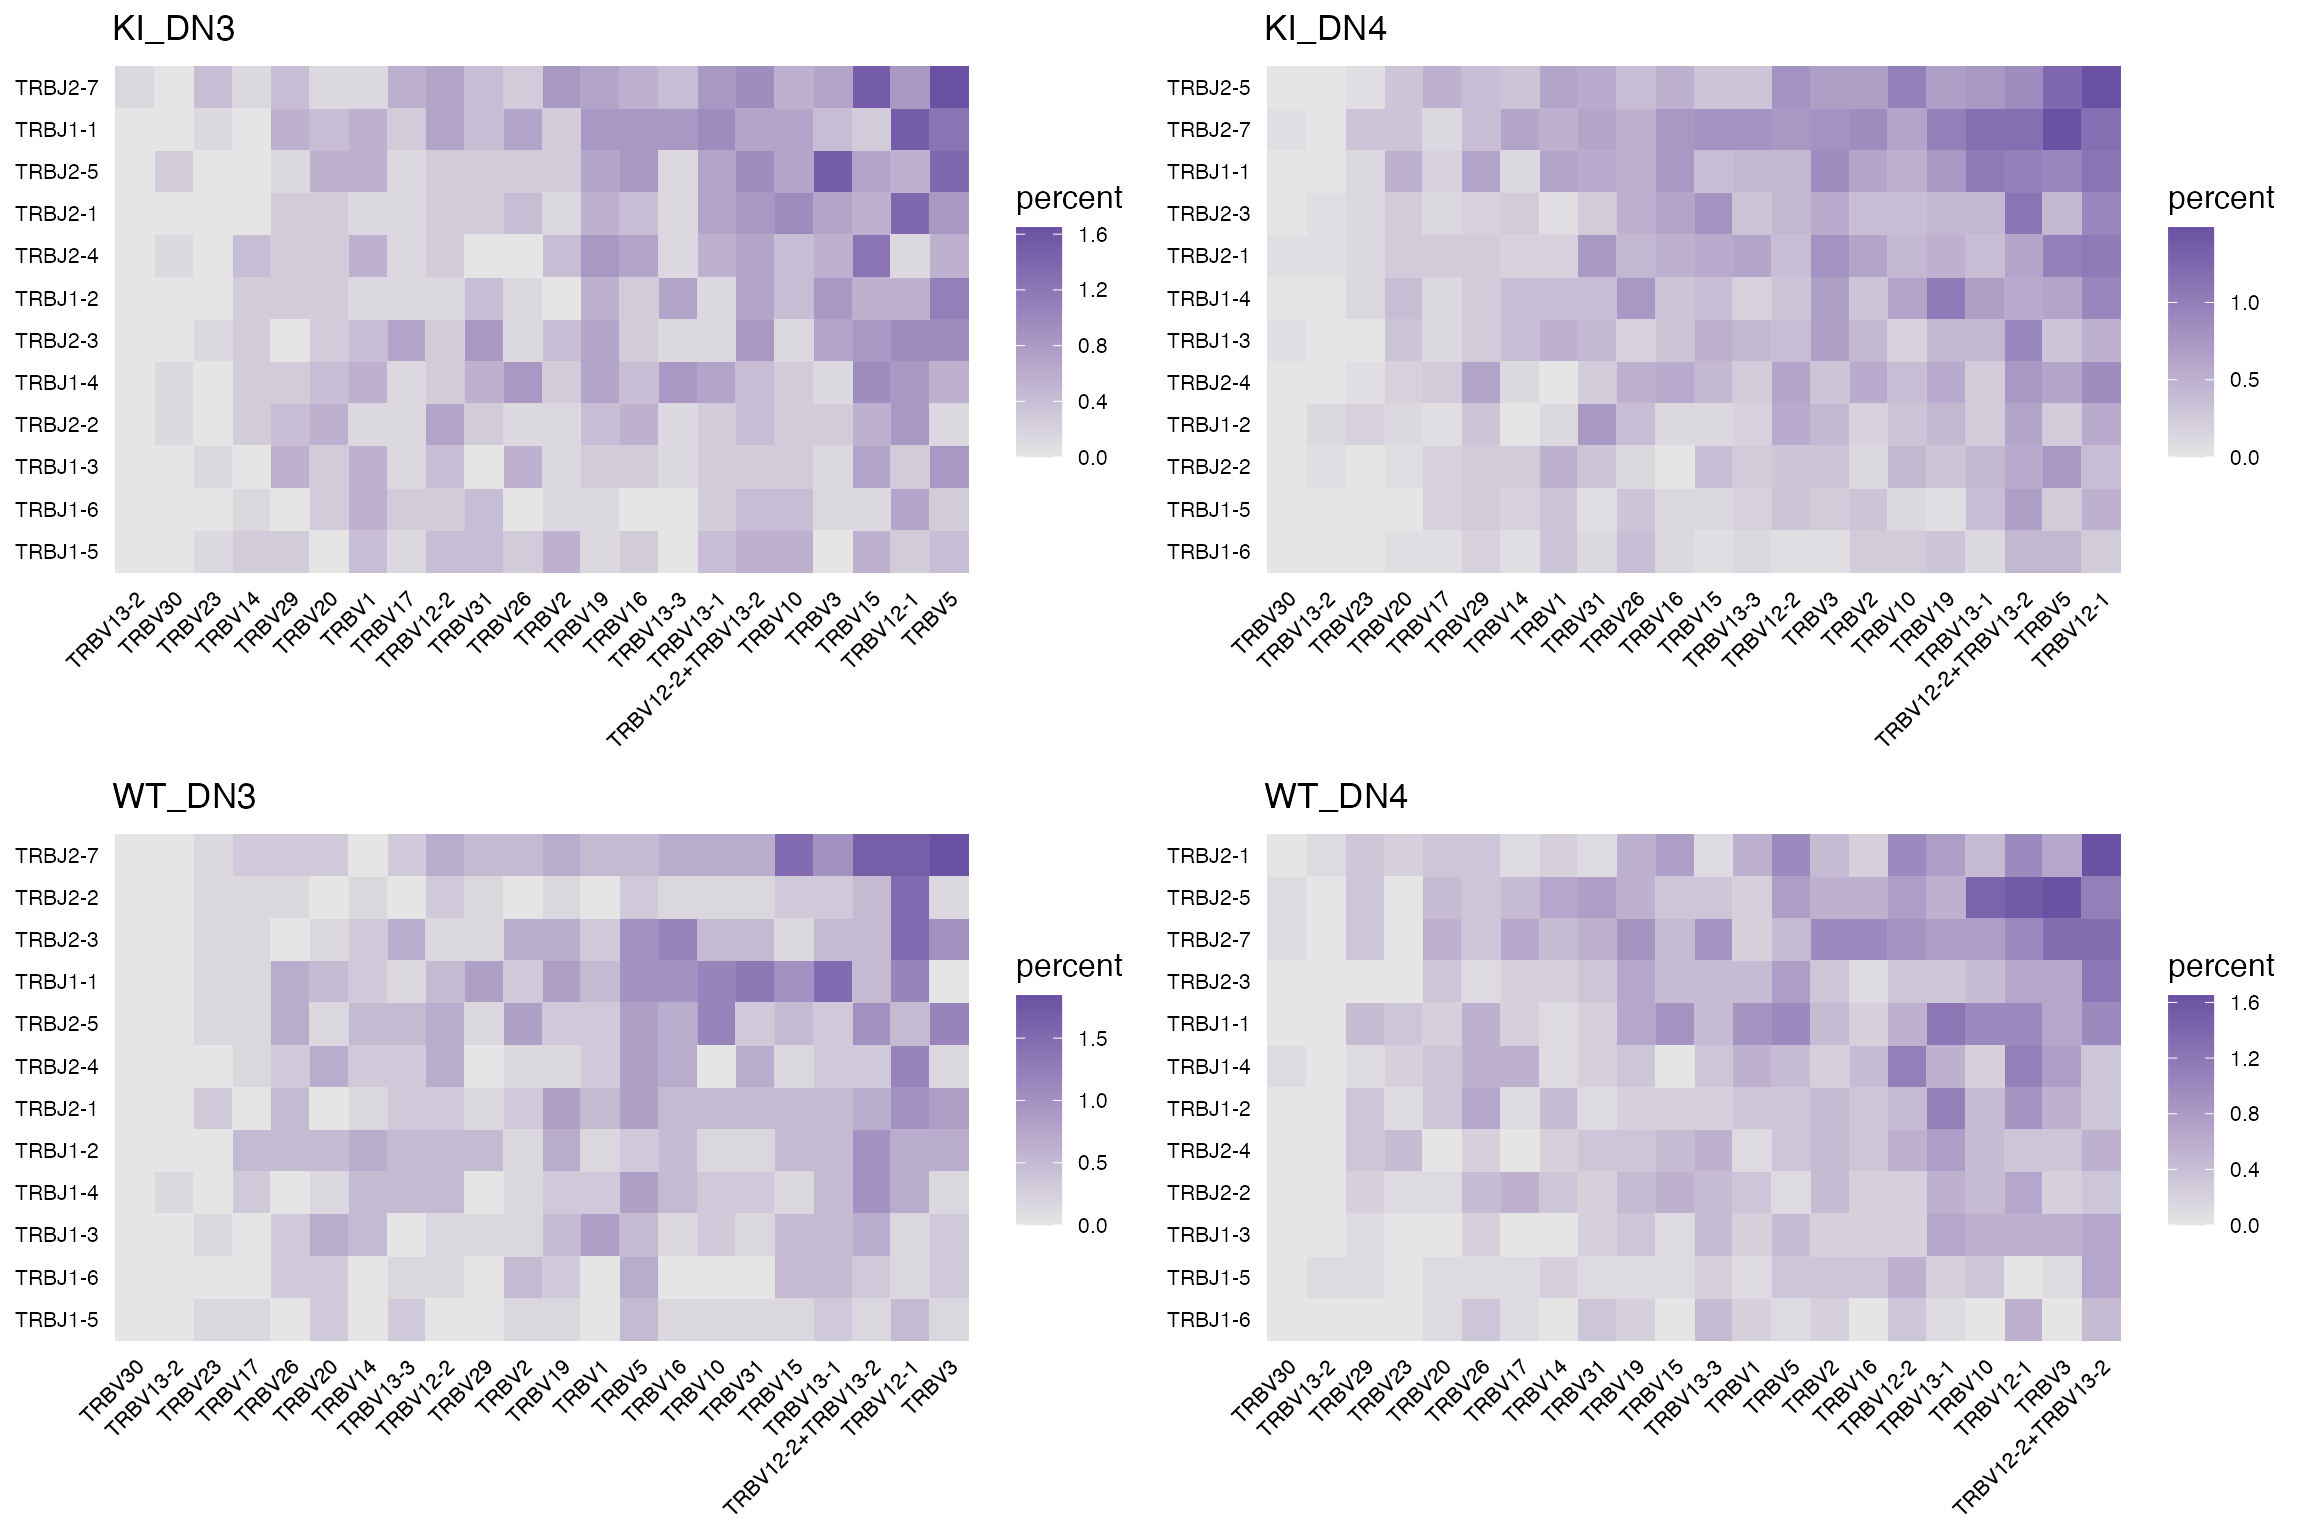 KI_DN3
TRBJ2-7
TRBJ1-1
TRBJ2-5
TRBJ2-1
TRBJ2-4
TRBJ1-2
TRBJ2-3
TRBJ1-4
TRBJ2-2
TRBJ1-3
TRBJ1-6
TRBJ1-5
TRBV13-2
TRBV30
TRBV23
TRBV14
TRBV29
TRBV20
TRBV1
TRBV17
TRBV12-2
TRBV31
TRBV26
TRBV2
TRBV19
TRBV16
TRBV13-3
TRBV13-1
TRBV12-2+TRBV13-2
TRBV10
TRBV3
TRBV15
TRBV12-1
TRBV5
percent
1.6
1.2
0.8
0.4
0.0
KI_DN4
TRBJ2-5
TRBJ2-7
TRBJ1-1
TRBJ2-3
TRBJ2-1
TRBJ1-4
TRBJ1-3
TRBJ2-4
TRBJ1-2
TRBJ2-2
TRBJ1-5
TRBJ1-6
TRBV30
TRBV13-2
TRBV23
TRBV20
TRBV17
TRBV29
TRBV14
TRBV1
TRBV31
TRBV26
TRBV16
TRBV15
TRBV13-3
TRBV12-2
TRBV3
TRBV2
TRBV10
TRBV19
TRBV13-1
TRBV12-2+TRBV13-2
TRBV5
TRBV12-1
percent
1.0
0.5
0.0
WT_DN3
TRBJ2-7
TRBJ2-2
TRBJ2-3
TRBJ1-1
TRBJ2-5
TRBJ2-4
TRBJ2-1
TRBJ1-2
TRBJ1-4
TRBJ1-3
TRBJ1-6
TRBJ1-5
TRBV30
TRBV13-2
TRBV23
TRBV17
TRBV26
TRBV20
TRBV14
TRBV13-3
TRBV12-2
TRBV29
TRBV2
TRBV19
TRBV1
TRBV5
TRBV16
TRBV10
TRBV31
TRBV15
TRBV13-1
TRBV12-2+TRBV13-2
TRBV12-1
TRBV3
percent
1.5
1.0
0.5
0.0
WT_DN4
TRBJ2-1
TRBJ2-5
TRBJ2-7
TRBJ2-3
TRBJ1-1
TRBJ1-4
TRBJ1-2
TRBJ2-4
TRBJ2-2
TRBJ1-3
TRBJ1-5
TRBJ1-6
TRBV30
TRBV13-2
TRBV29
TRBV23
TRBV20
TRBV26
TRBV17
TRBV14
TRBV31
TRBV19
TRBV15
TRBV13-3
TRBV1
TRBV5
TRBV2
TRBV16
TRBV12-2
TRBV13-1
TRBV10
TRBV12-1
TRBV3
TRBV12-2+TRBV13-2
percent
1.6
1.2
0.8
0.4
0.0